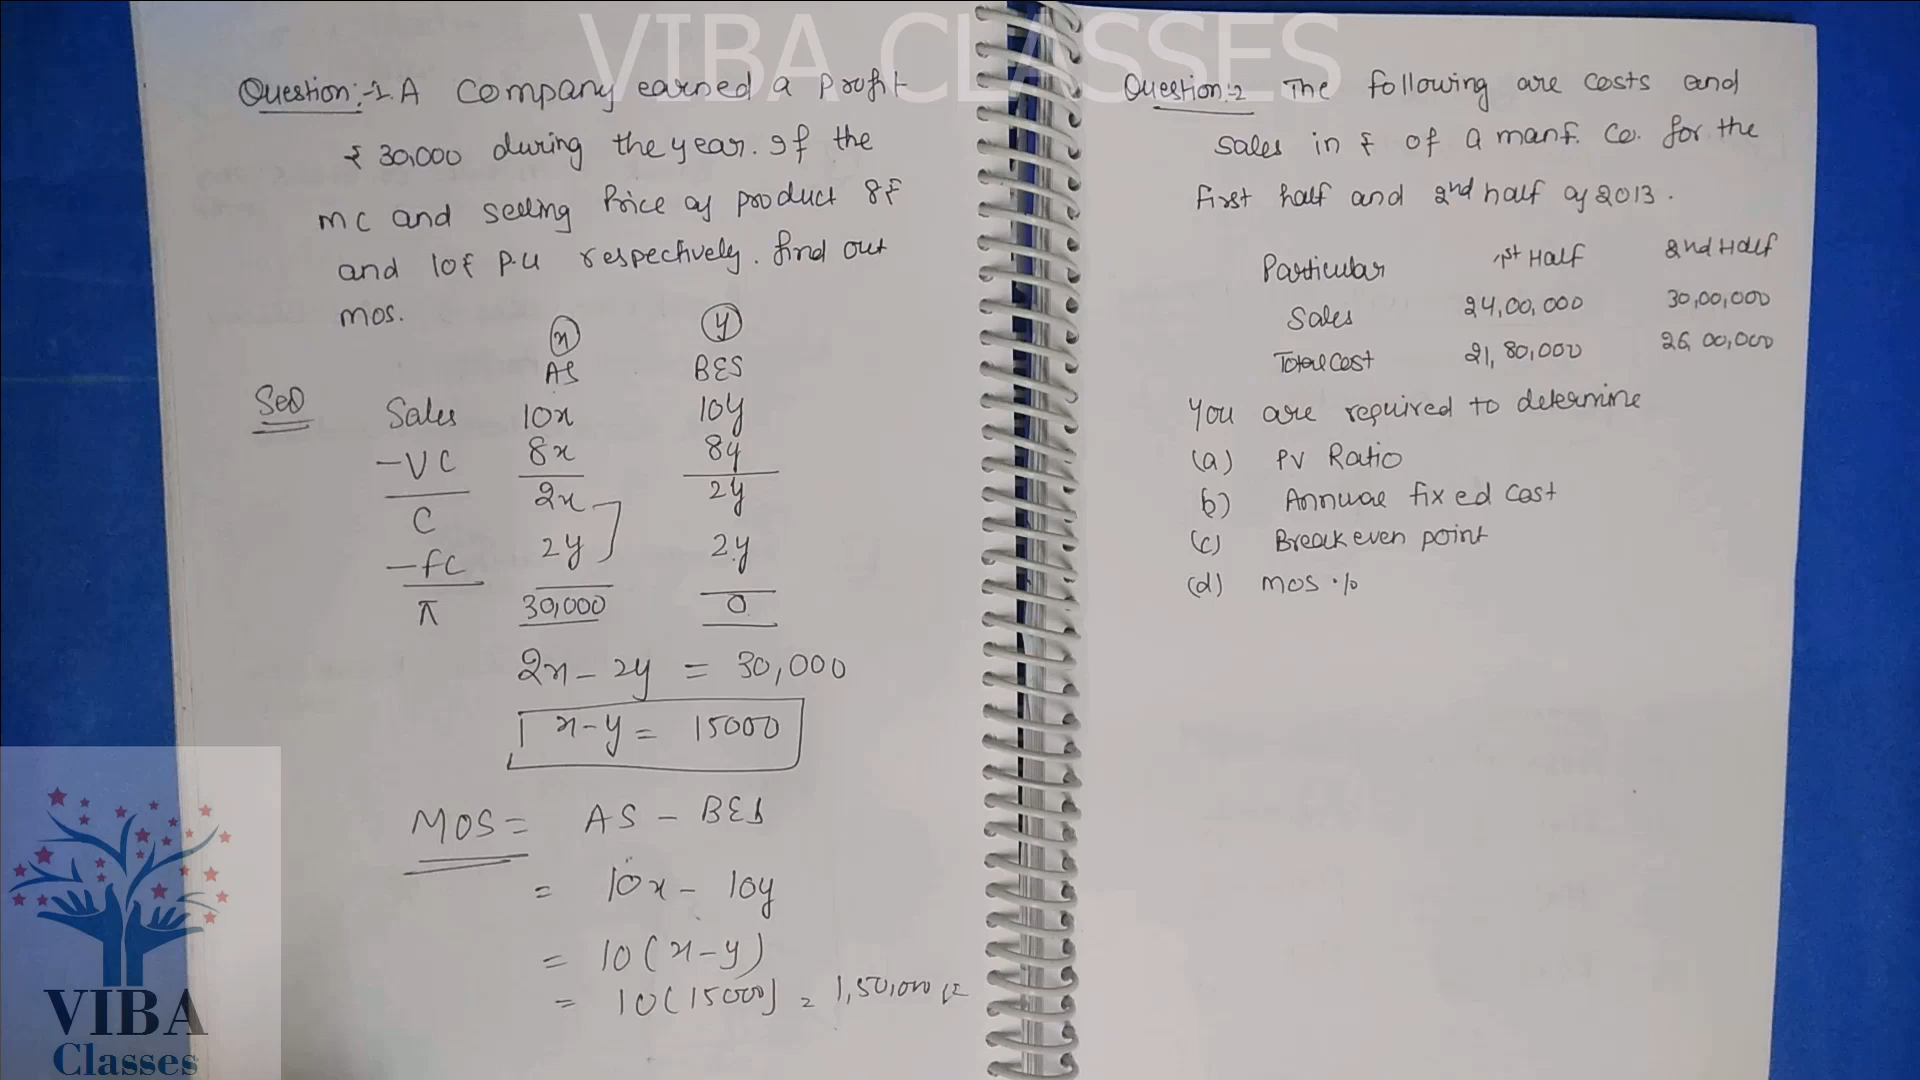 VIBA CLASSES
Question:-1. A Company earned a Profit
₹ 30,000 during the year. If the
MC and selling Price of product 8₹
and 10₹ P.U respectively. find out
MOS.
(x) (y)
AS BES
Sol Sales 10x 10y
-VC 8x 8y
C 2x 2y
-FC 2y 2y
π 30,000 0
2x - 2y = 30,000
x-y = 15000
MOS = AS - BES
= 10x - 10y
= 10(x-y)
= 10(15000) = 1,50,000 ₹
Question:-2 The following are costs and
sales in ₹ of a manf. Co. for the
first half and 2nd half of 2013.
Particular 1st Half 2nd Half
Sales 24,00,000 30,00,000
Total Cost 21,80,000 26,00,000
You are required to determine
(a) PV Ratio
b) Annual fixed Cost
(c) Breakeven point
(d) MOS %
VIBA
Classes